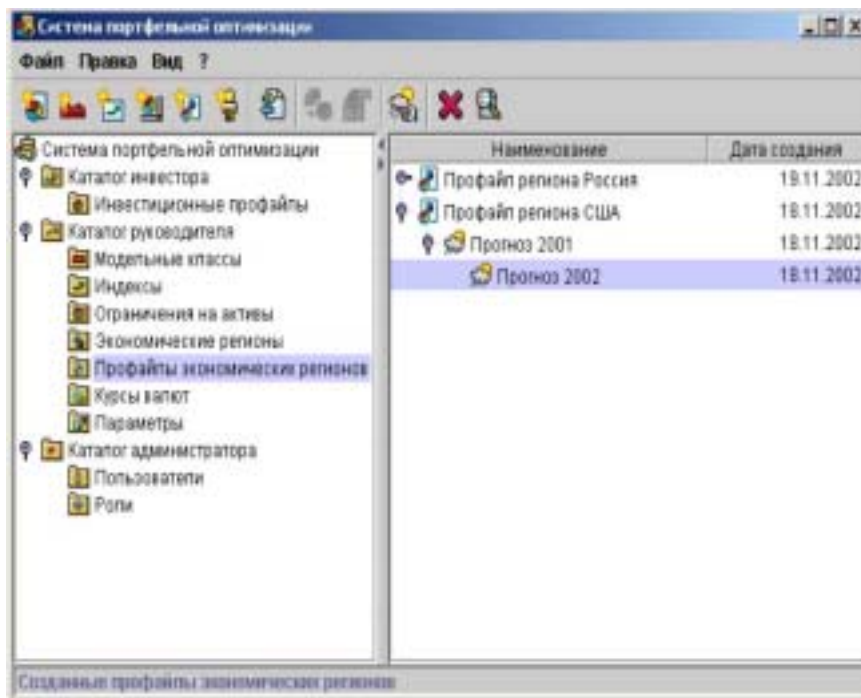 Система портфельной оптимизации
Файл Правка Вид ?
Система портфельной оптимизации
Каталог инвестора
Инвестиционные профайлы
Каталог руководителя
Модельные классы
Индексы
Ограничения на активы
Экономические регионы
Профайлы экономических регионов
Курсы валют
Параметры
Каталог администратора
Пользователи
Роли
Наименование Дата создания
Профайл региона Россия 19.11.2002
Профайл региона США 18.11.2002
Прогноз 2001 18.11.2002
Прогноз 2002 18.11.2002
Созданные профайлы экономических регионов